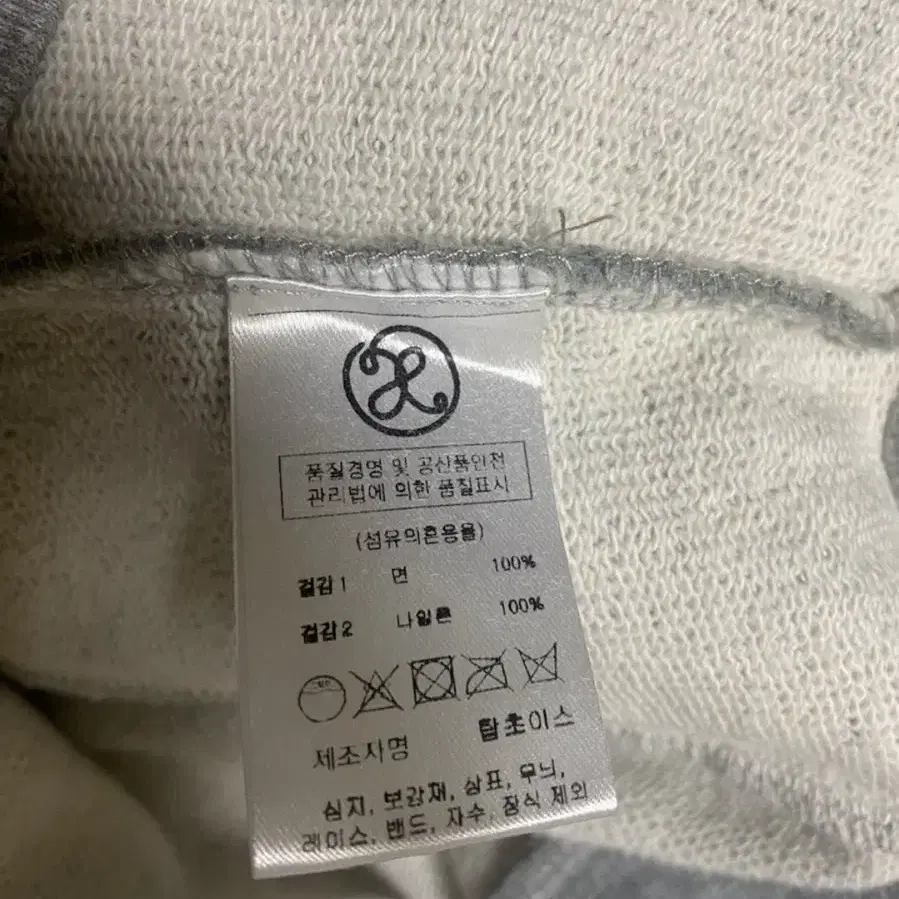 품질경영 및 공산품안전
관리법에 의한 품질표시
(섬유의혼용율)
겉감1 면 100%
겉감2 나일론 100%
제조사명 탑초이스
심지, 보강재, 상표, 무늬,
레이스, 밴드, 자수, 장식 제외